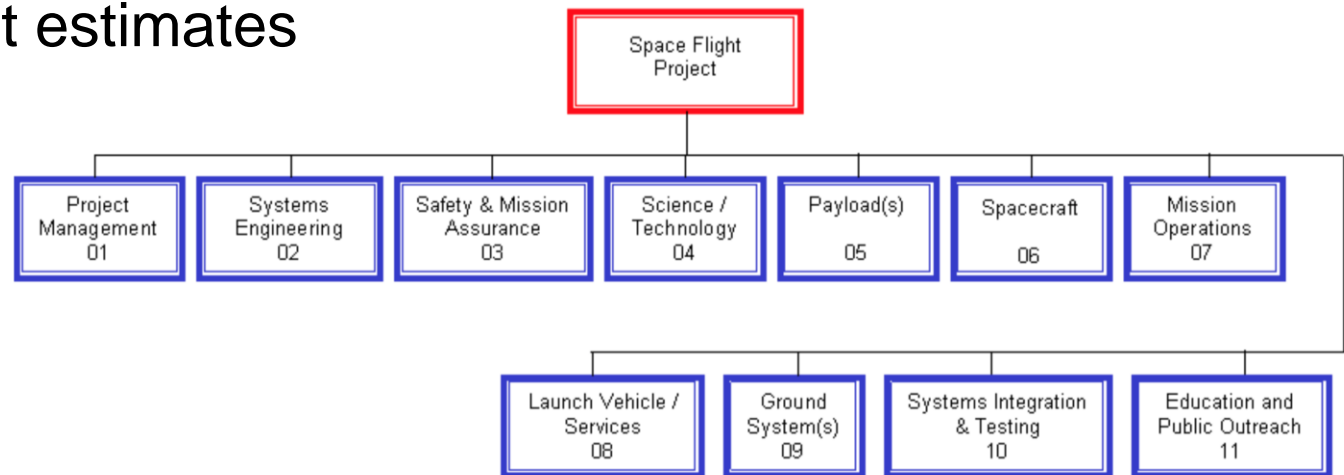 t estimates
Space Flight
Project
Project
Management
01
Systems
Engineering
02
Safety & Mission
Assurance
03
Science /
Technology
04
Payload(s)
05
Spacecraft
06
Mission
Operations
07
Launch Vehicle /
Services
08
Ground
System(s)
09
Systems Integration
& Testing
10
Education and
Public Outreach
11